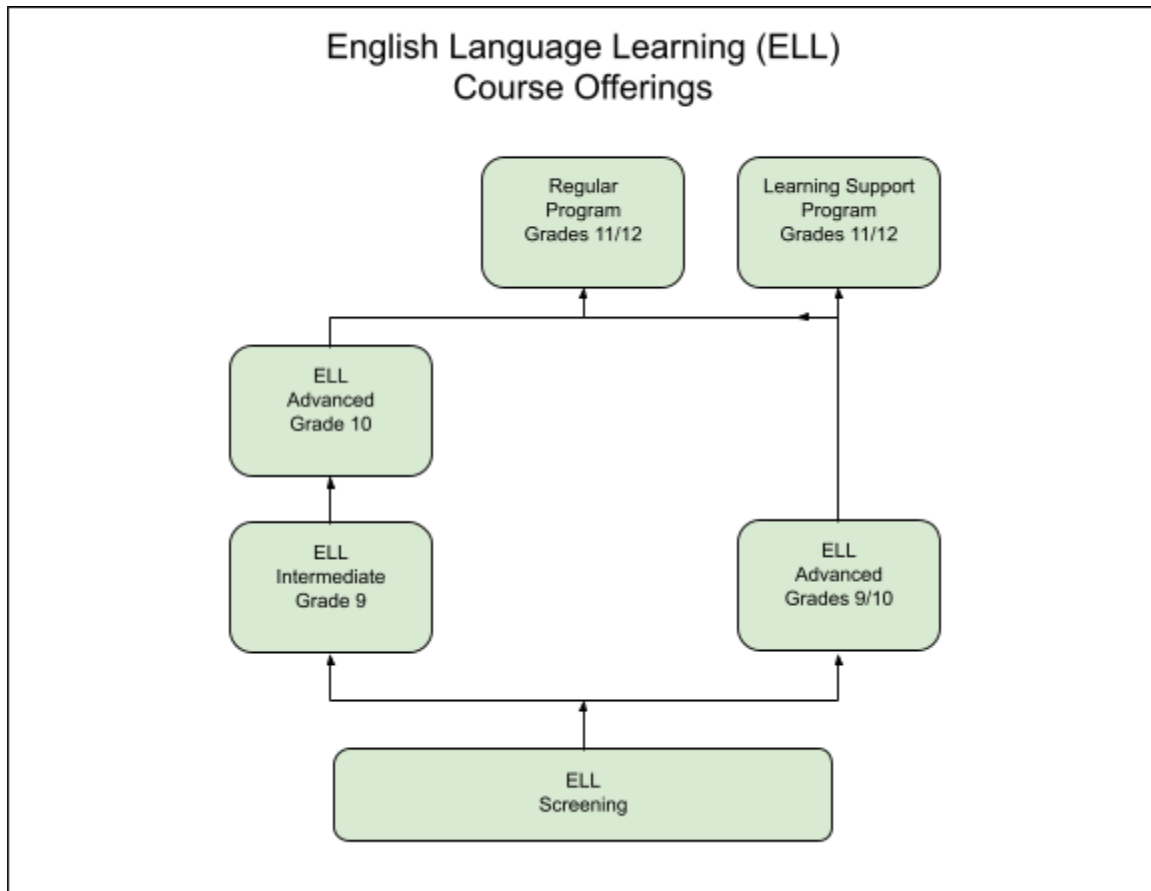 English Language Learning (ELL)
Course Offerings
Regular
Program
Grades 11/12
Learning Support
Program
Grades 11/12
ELL
Advanced
Grade 10
ELL
Intermediate
Grade 9
ELL
Advanced
Grades 9/10
ELL
Screening